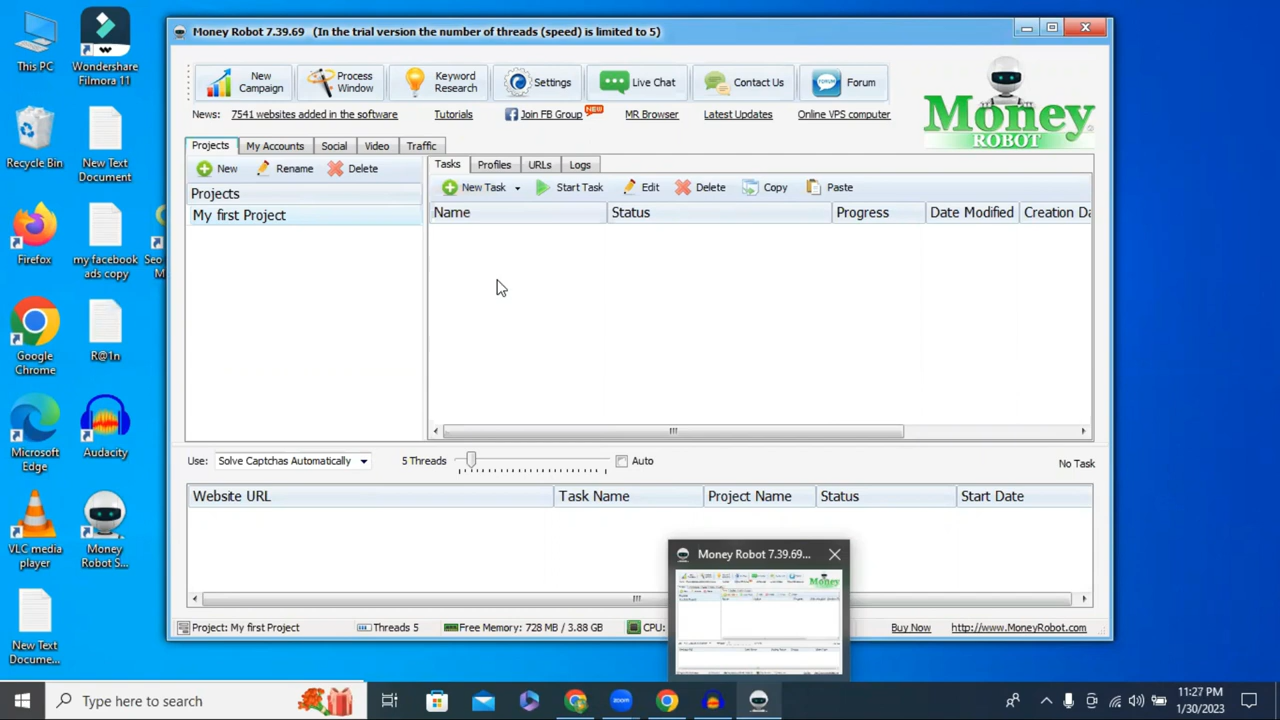 This PC
Wondershare
Filmora 11
Recycle Bin
New Text
Document
Firefox
my facebook
ads copy
Seo
M
Google
Chrome
R@1n
Microsoft
Edge
Audacity
VLC media
player
Money
Robot S...
New Text
Docume...
Money Robot 7.39.69 (In the trial version the number of threads (speed) is limited to 5)
New
Campaign
Process
Window
Keyword
Research
Settings
Live Chat
Contact Us
FORUM
Forum
Money
ROBOT
News: 7541 websites added in the software
Tutorials
Join FB Group
NEW
MR Browser
Latest Updates
Online VPS computer
Projects My Accounts Social Video Traffic
New Rename Delete
Projects
My first Project
Tasks Profiles URLs Logs
New Task Start Task Edit Delete Copy Paste
Name Status Progress Date Modified Creation Da
Use: Solve Captchas Automatically 5 Threads Auto No Task
Website URL Task Name Project Name Status Start Date
Money Robot 7.39.69...
Project: My first Project Threads 5 Free Memory: 728 MB / 3.88 GB CPU: Buy Now http://www.MoneyRobot.com
Type here to search
zoom
11:27 PM
1/30/2023